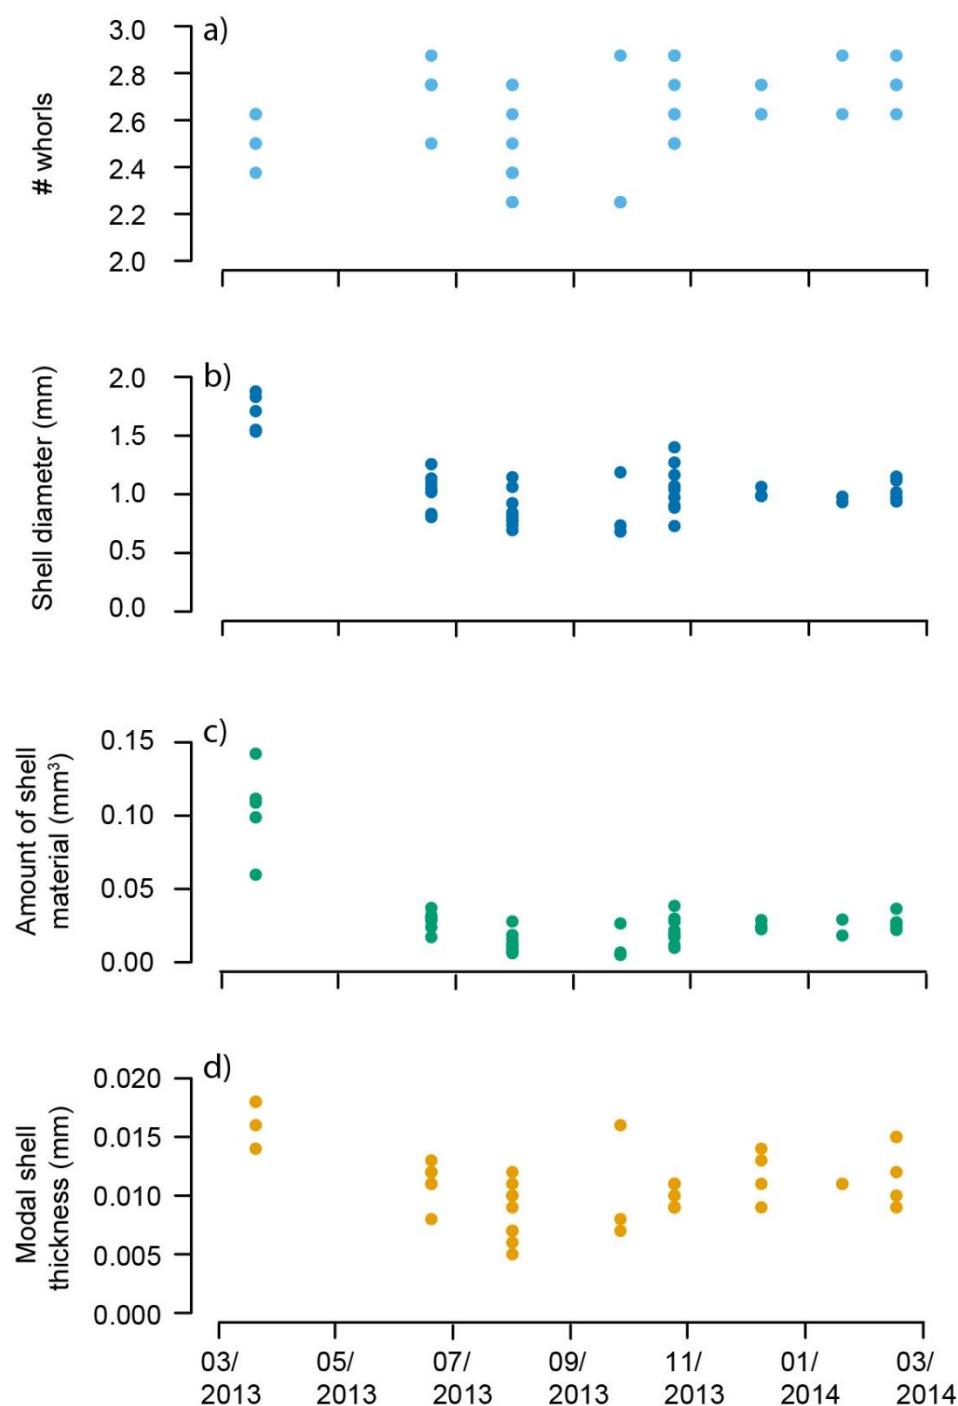 a)
3.0
2.8
2.6
2.4
2.2
2.0
# whorls
b)
2.0
1.5
1.0
0.5
0.0
Shell diameter (mm)
c)
0.15
0.10
0.05
0.00
Amount of shell
material (mm³)
d)
0.020
0.015
0.010
0.005
0.000
Modal shell
thickness (mm)
03/ 05/ 07/ 09/ 11/ 01/ 03/
2013 2013 2013 2013 2013 2014 2014